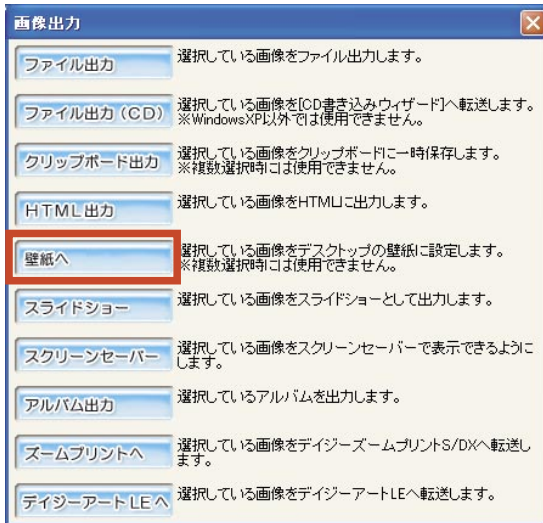 画像出力
ファイル出力
選択している画像をファイル出力します。
ファイル出力（CD）
選択している画像を[CD書き込みウィザード]へ転送します。
※WindowsXP以外では使用できません。
クリップボード出力
選択している画像をクリップボードに一時保存します。
※複数選択時には使用できません。
HTML出力
選択している画像をHTMLに出力します。
壁紙へ
選択している画像をデスクトップの壁紙に設定します。
※複数選択時には使用できません。
スライドショー
選択している画像をスライドショーとして出力します。
スクリーンセーバー
選択している画像をスクリーンセーバーで表示できるように
します。
アルバム出力
選択しているアルバムを出力します。
ズームプリントへ
選択している画像をデイジーズームプリントS/DXへ転送し
ます。
デイジーアートLEへ
選択している画像をデイジーアートLEへ転送します。